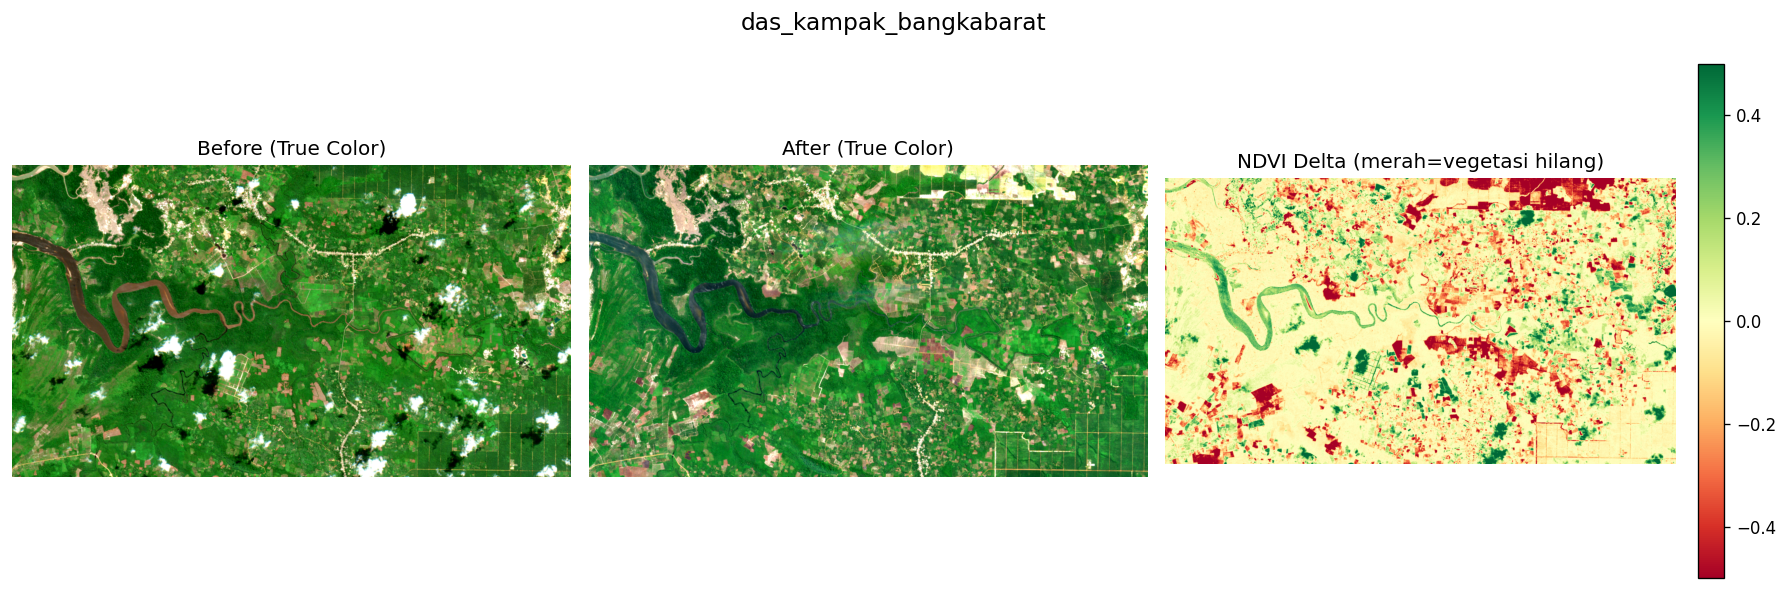 das_kampak_bangkabarat
Before (True Color)
After (True Color)
NDVI Delta (merah=vegetasi hilang)
0.4
0.2
0.0
−0.2
−0.4